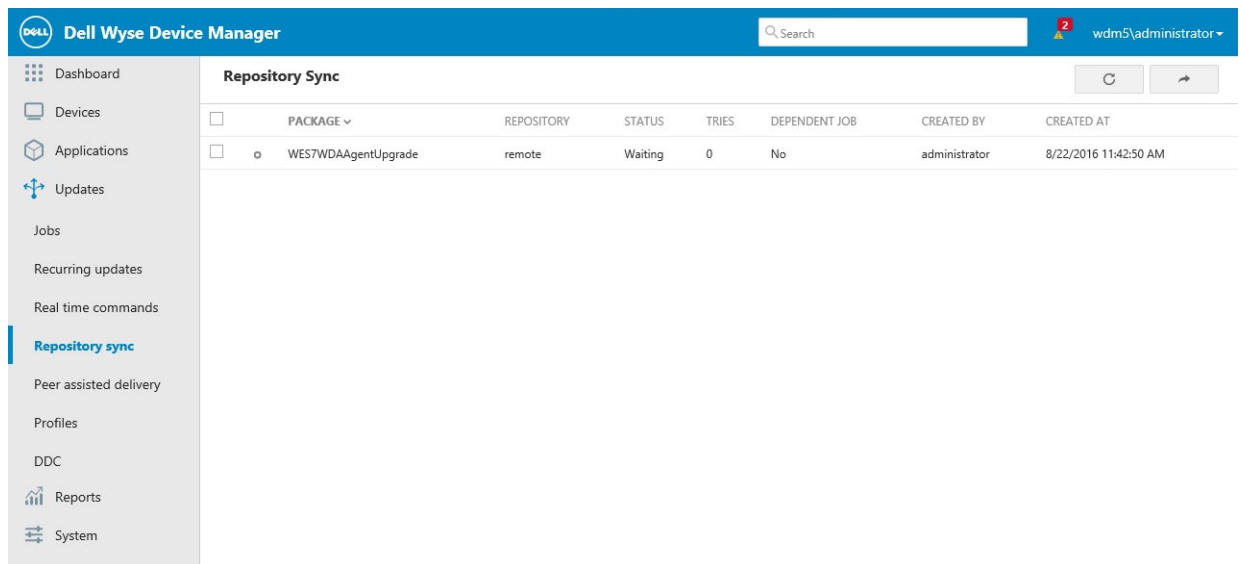 DELL Dell Wyse Device Manager Search 2 wdm5\administrator
Dashboard
Devices
Applications
Updates
Jobs
Recurring updates
Real time commands
Repository sync
Peer assisted delivery
Profiles
DDC
Reports
System
Repository Sync
PACKAGE REPOSITORY STATUS TRIES DEPENDENT JOB CREATED BY CREATED AT
WES7WDAAgentUpgrade remote Waiting 0 No administrator 8/22/2016 11:42:50 AM